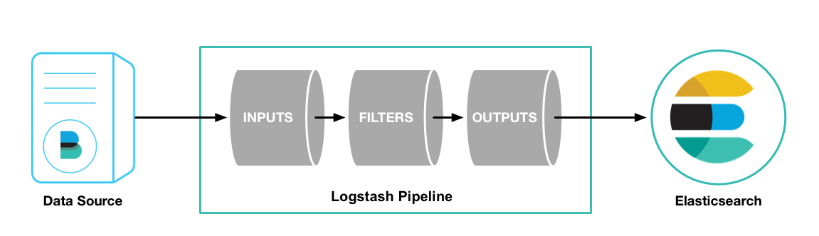 INPUTS
FILTERS
OUTPUTS
Data Source
Logstash Pipeline
Elasticsearch